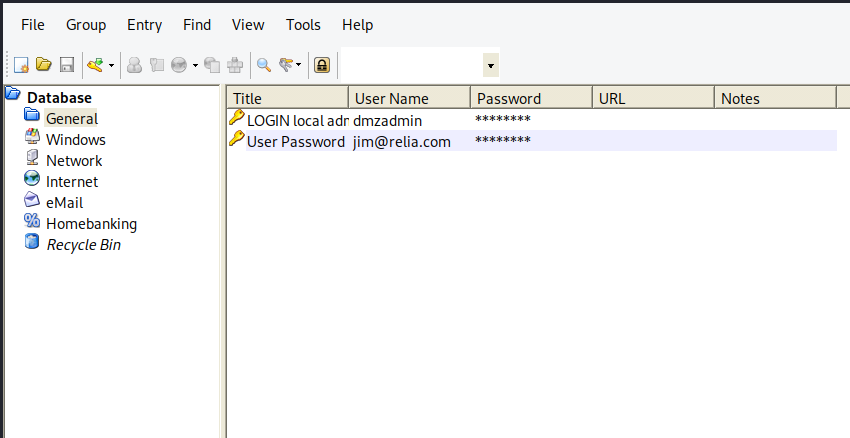 File Group Entry Find View Tools Help
Database
General
Windows
Network
Internet
eMail
Homebanking
Recycle Bin
Title User Name Password URL Notes
LOGIN local adr dmzadmin ********
User Password jim@relia.com ********